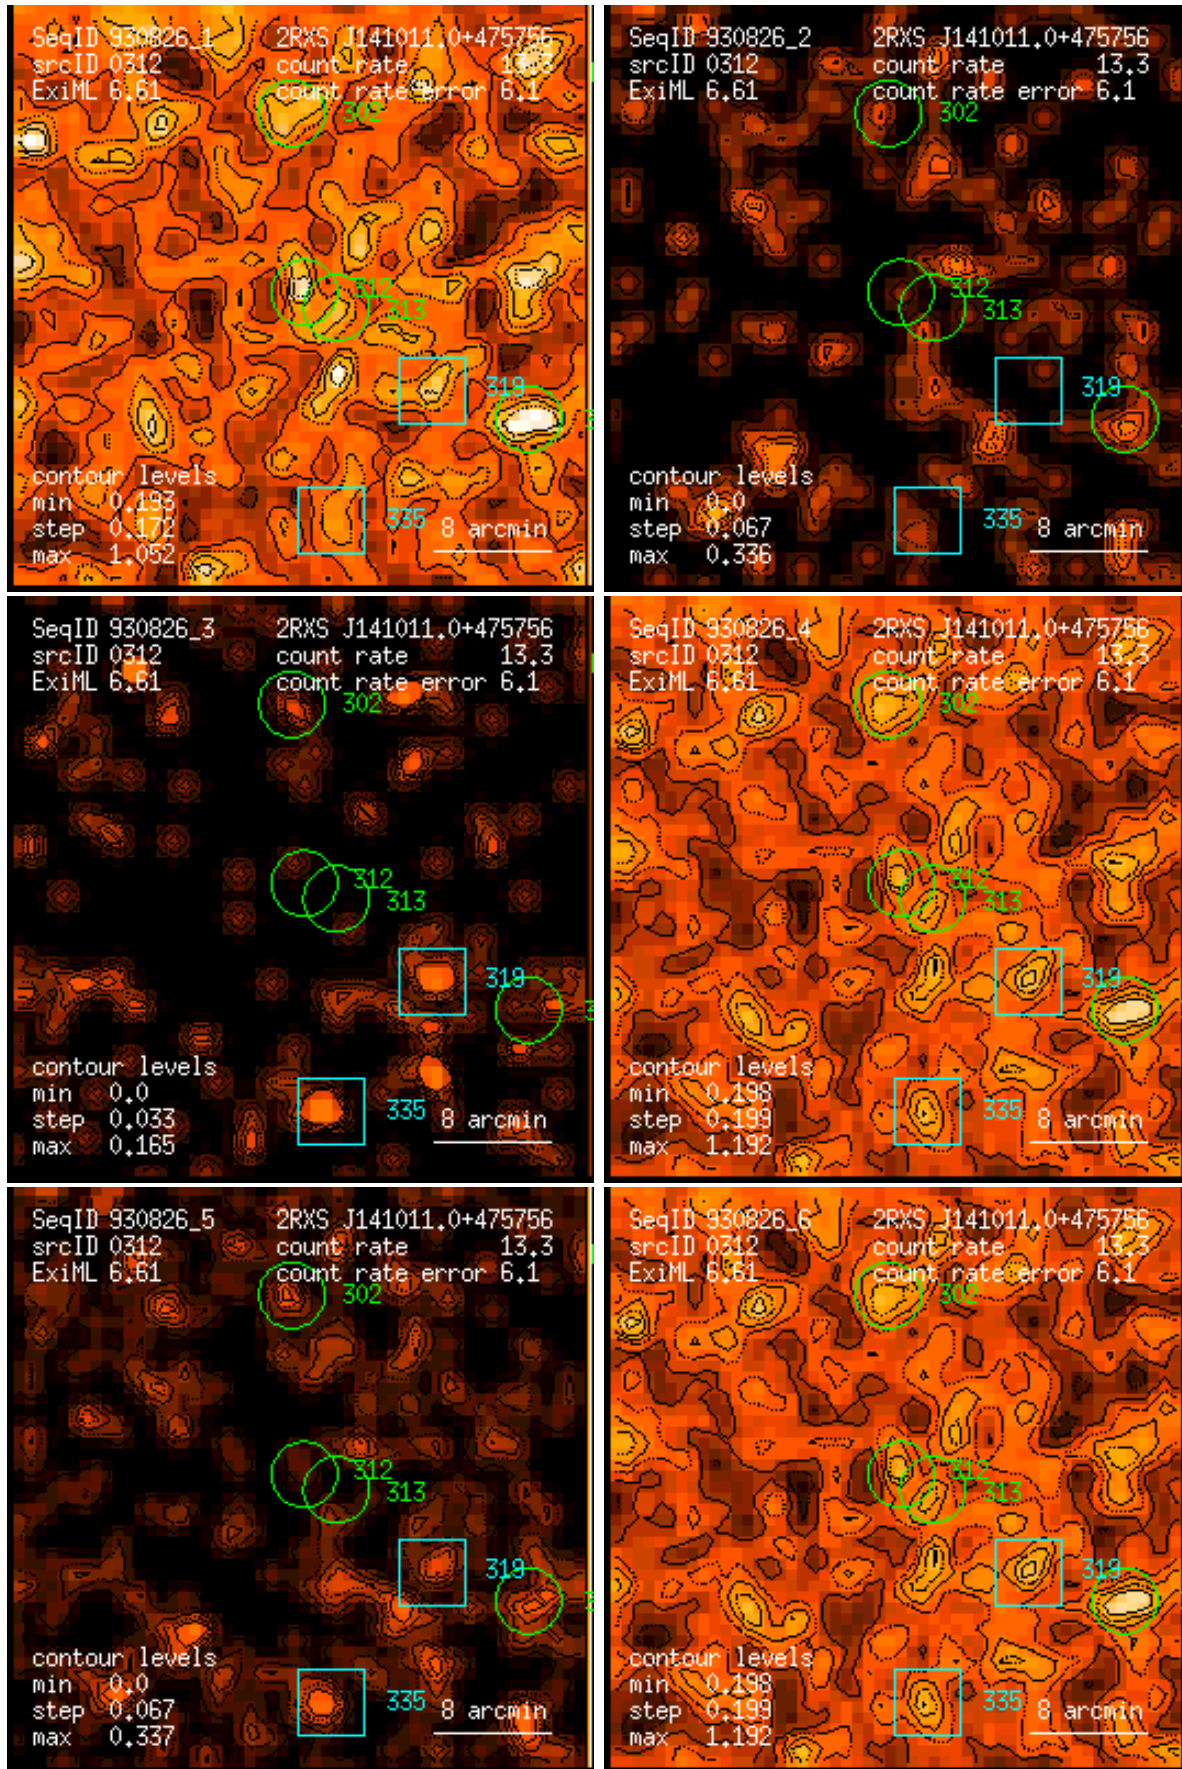 SeqID 930826_1 2RXS J141011.0+475756
srcID 0312 count rate 13.3
ExiML 6.61 count rate error 6.1
302
312
313
319
contour levels
min 0.193
step 0.172 335 8 arcmin
max 1.052
SeqID 930826_2 2RXS J141011.0+475756
srcID 0312 count rate 13.3
ExiML 6.61 count rate error 6.1
302
312
313
319
contour levels
min 0.0
step 0.067 335 8 arcmin
max 0.336
SeqID 930826_3 2RXS J141011.0+475756
srcID 0312 count rate 13.3
ExiML 6.61 count rate error 6.1
302
312
313
319
contour levels
min 0.0
step 0.033 335 8 arcmin
max 0.165
SeqID 930826_4 2RXS J141011.0+475756
srcID 0312 count rate 13.3
ExiML 6.61 count rate error 6.1
302
312
313
319
contour levels
min 0.198
step 0.199 335 8 arcmin
max 1.192
SeqID 930826_5 2RXS J141011.0+475756
srcID 0312 count rate 13.3
ExiML 6.61 count rate error 6.1
302
312
313
319
contour levels
min 0.0
step 0.067 335 8 arcmin
max 0.337
SeqID 930826_6 2RXS J141011.0+475756
srcID 0312 count rate 13.3
ExiML 6.61 count rate error 6.1
302
312
313
319
contour levels
min 0.198
step 0.199 335 8 arcmin
max 1.192